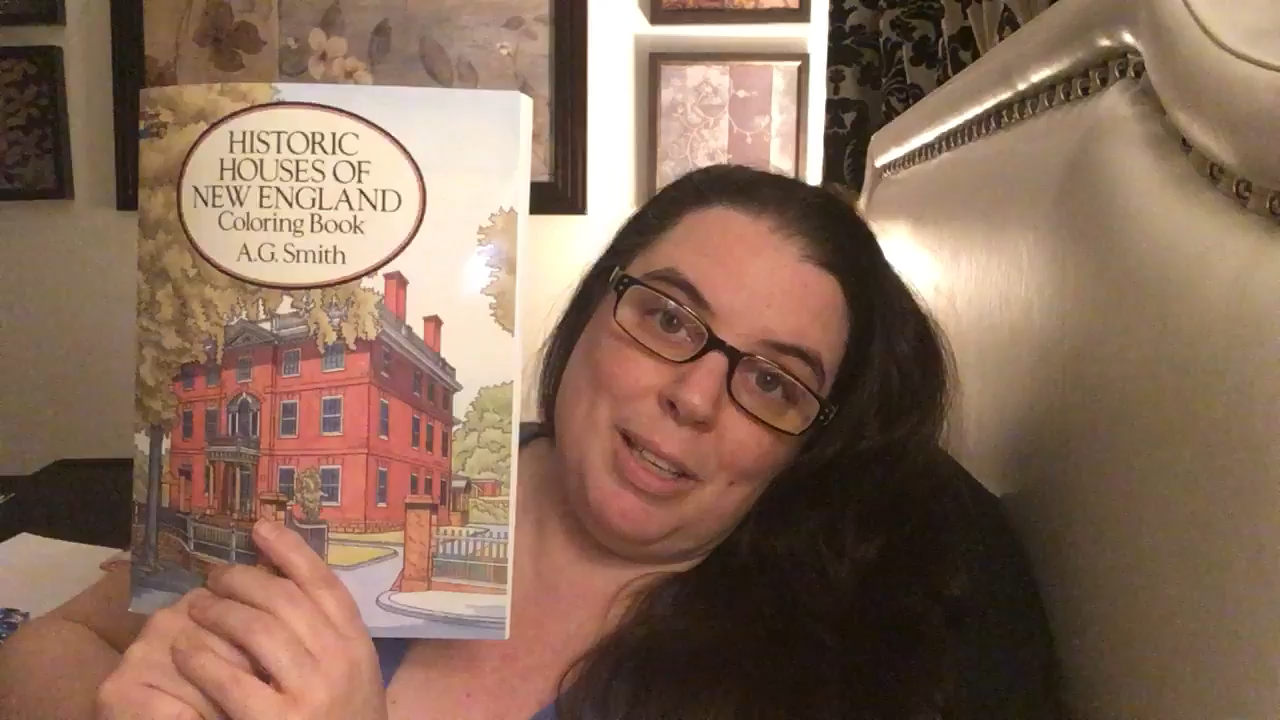 HISTORIC
HOUSES OF
NEW ENGLAND
Coloring Book
A.G. Smith